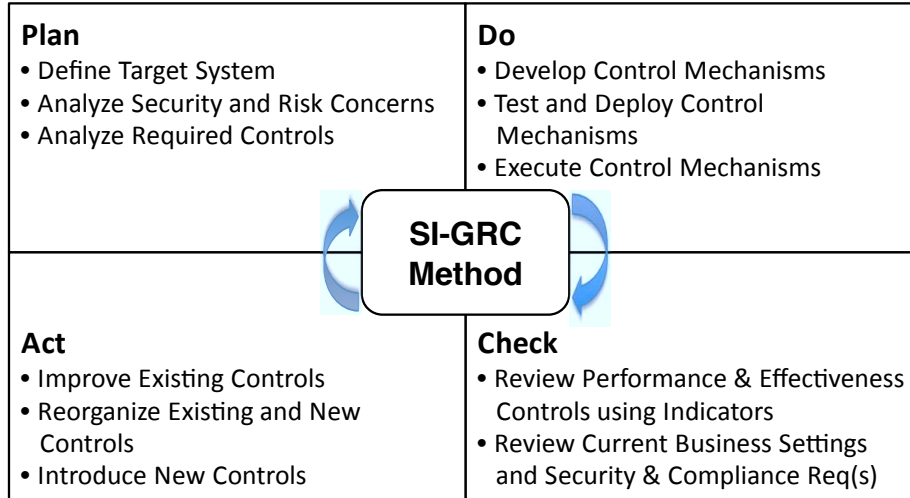 Plan
• Define Target System
• Analyze Security and Risk Concerns
• Analyze Required Controls
Do
• Develop Control Mechanisms
• Test and Deploy Control
Mechanisms
• Execute Control Mechanisms
SI-GRC
Method
Act
• Improve Existing Controls
• Reorganize Existing and New
Controls
• Introduce New Controls
Check
• Review Performance & Effectiveness
Controls using Indicators
• Review Current Business Settings
and Security & Compliance Req(s)